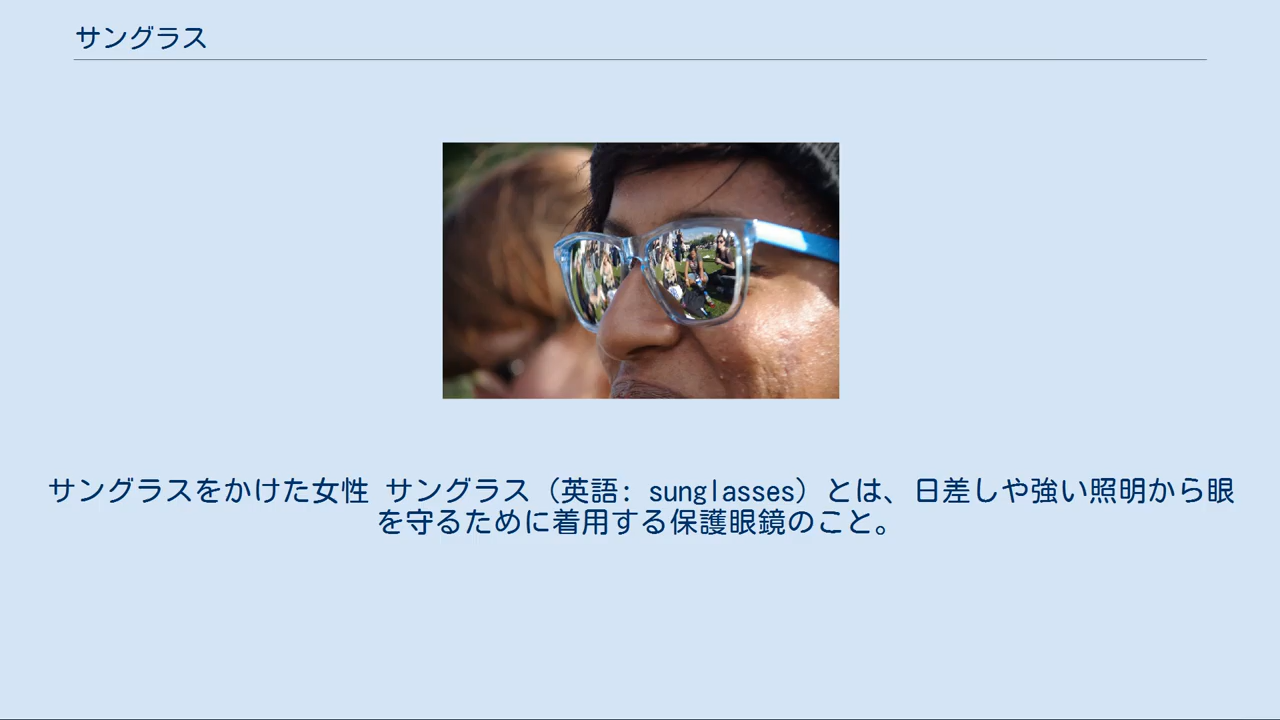 サングラス
サングラスをかけた女性 サングラス（英語: sunglasses）とは、日差しや強い照明から眼
を守るために着用する保護眼鏡のこと。